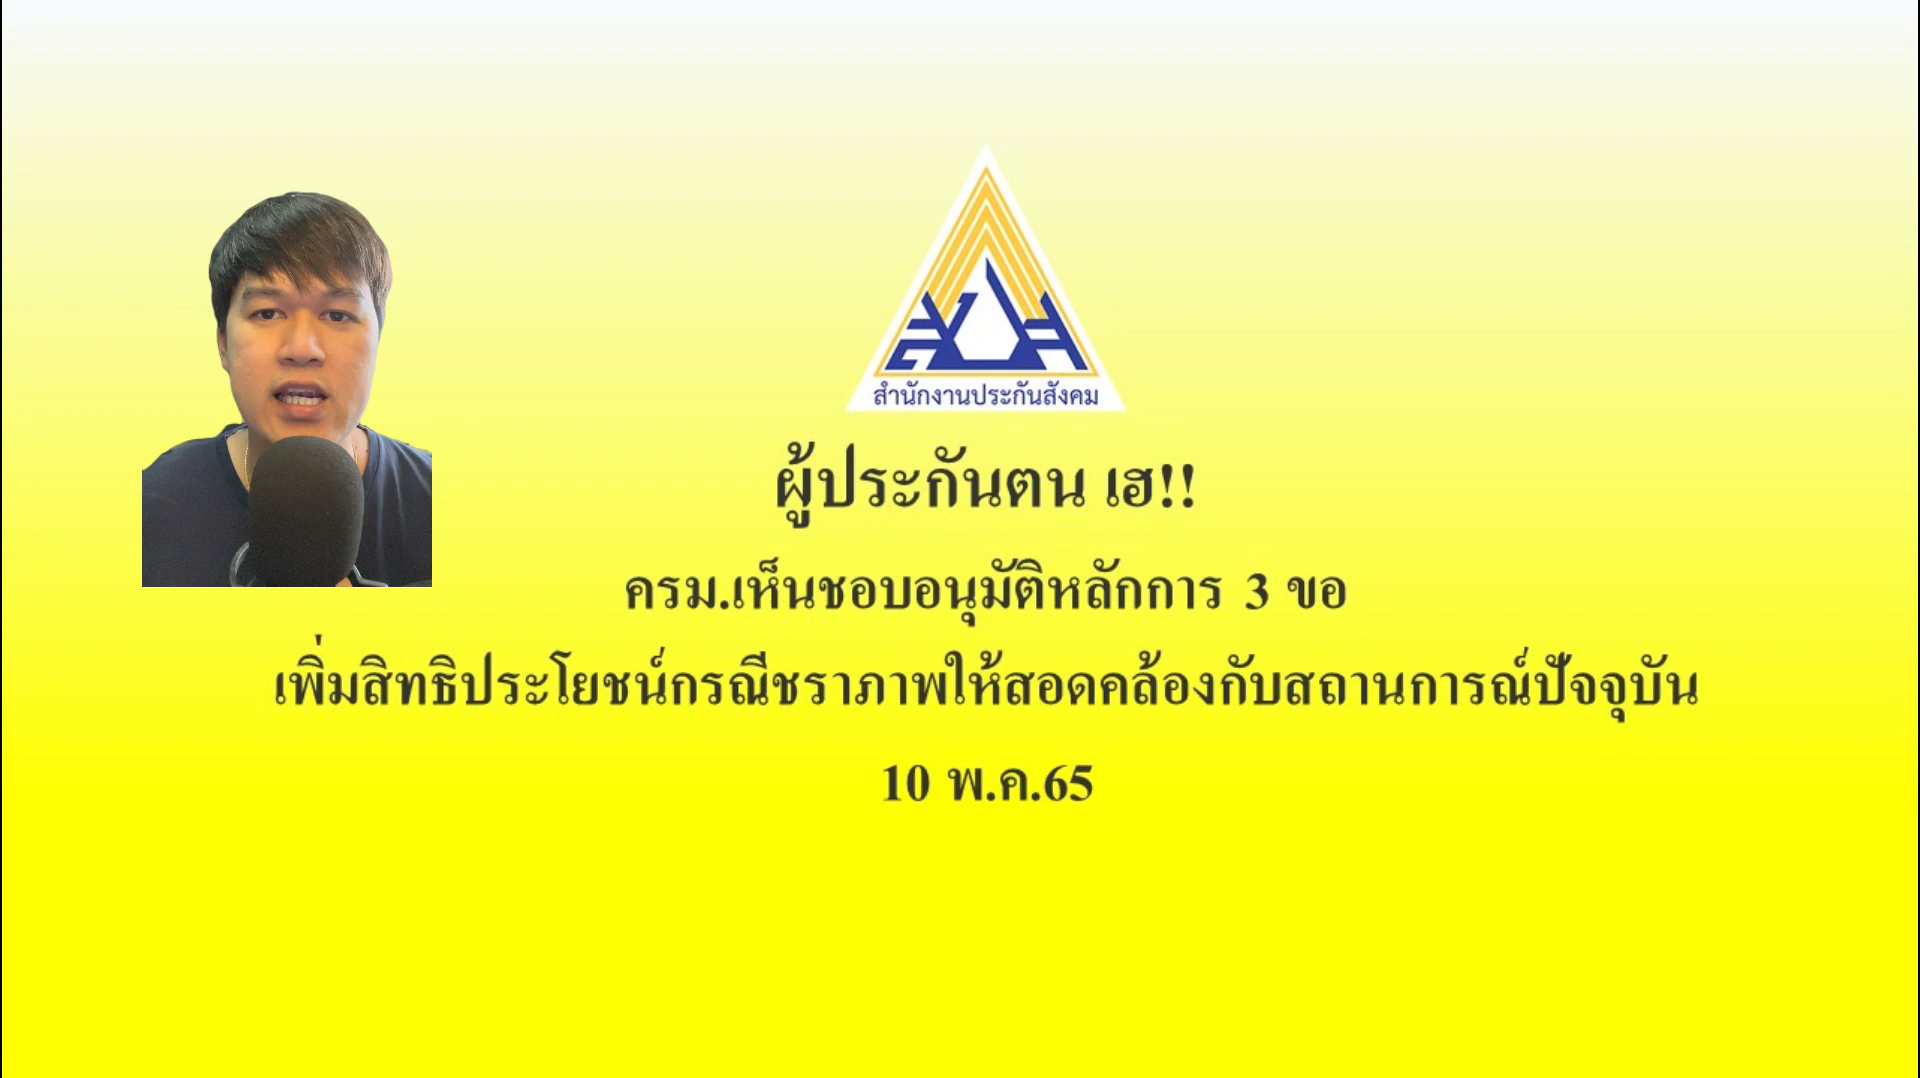 สำนักงานประกันสังคม
ผู้ประกันตน เฮ!!
ครม.เห็นชอบอนุมัติหลักการ 3 ขอ
เพิ่มสิทธิประโยชน์กรณีชราภาพให้สอดคล้องกับสถานการณ์ปัจจุบัน
10 พ.ค.65